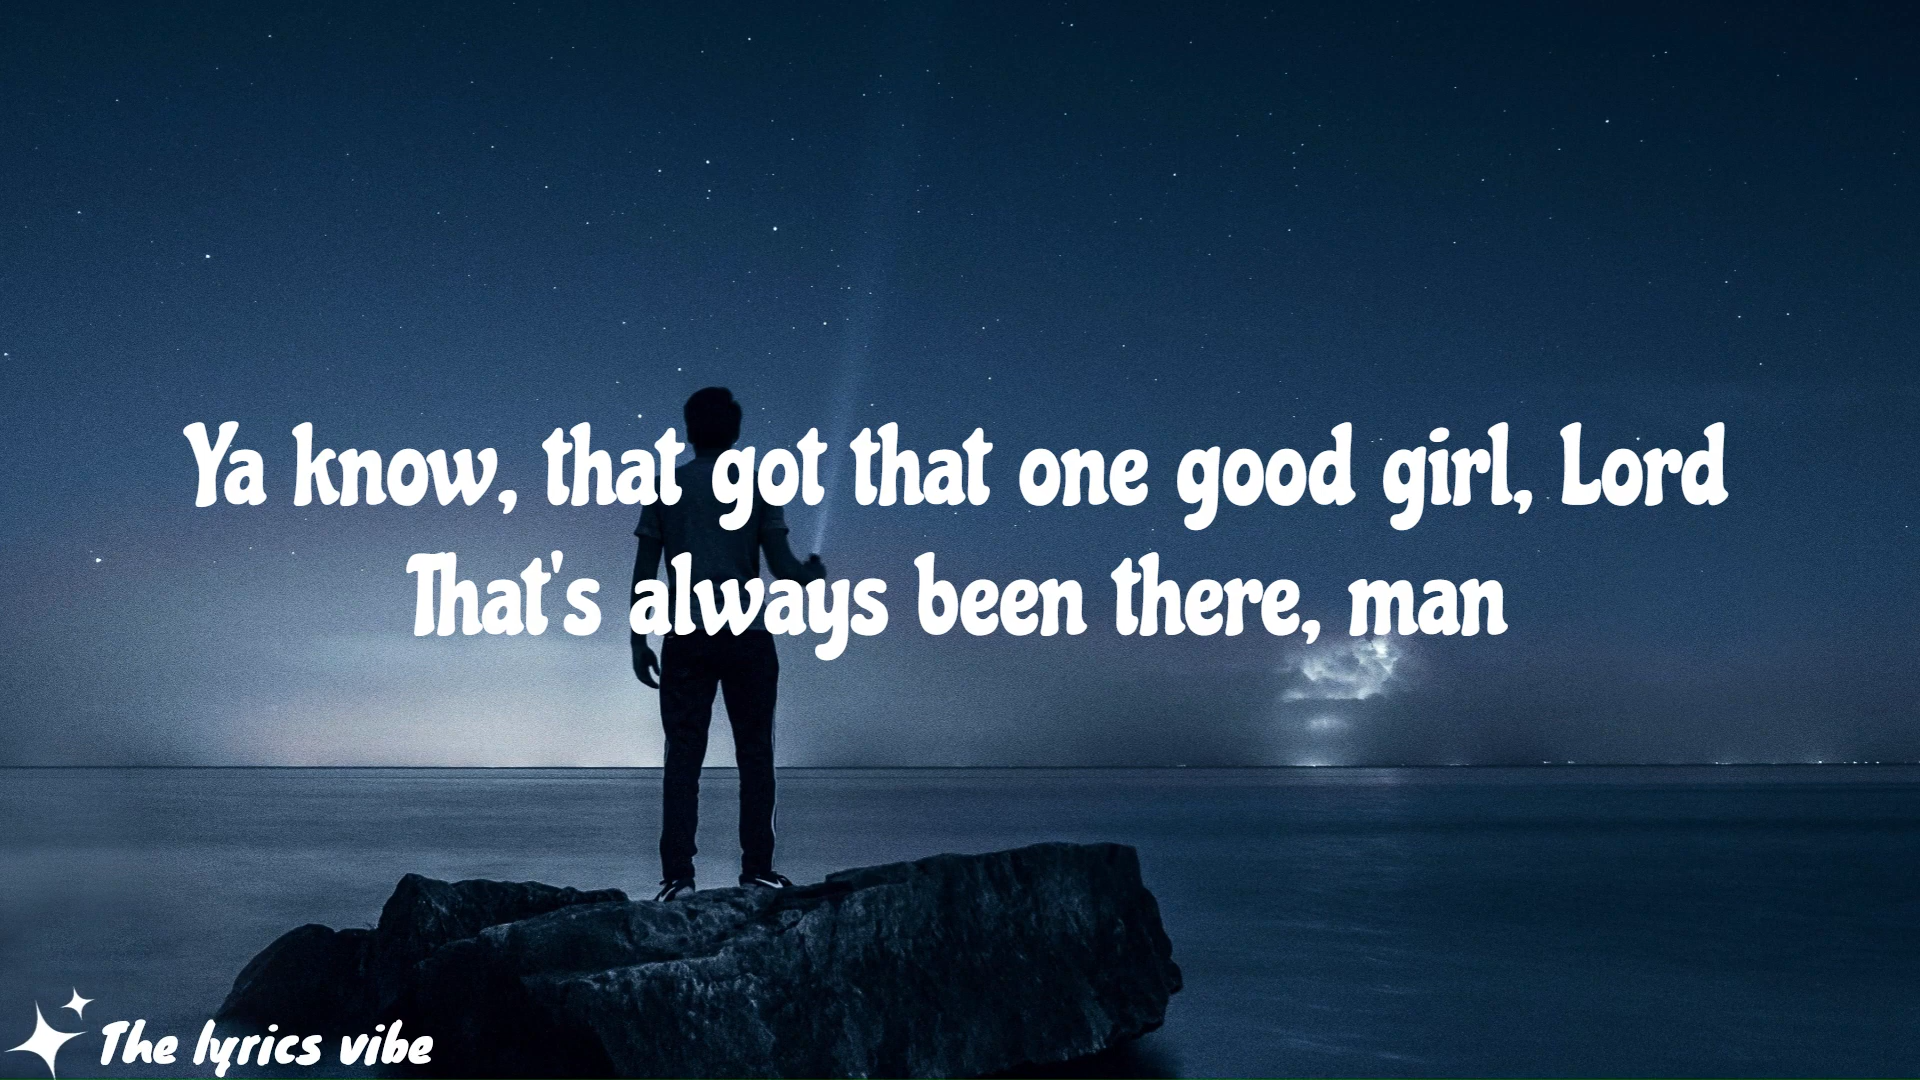 Ya know, that got that one good girl, Lord
That's always been there, man
The lyrics vibe